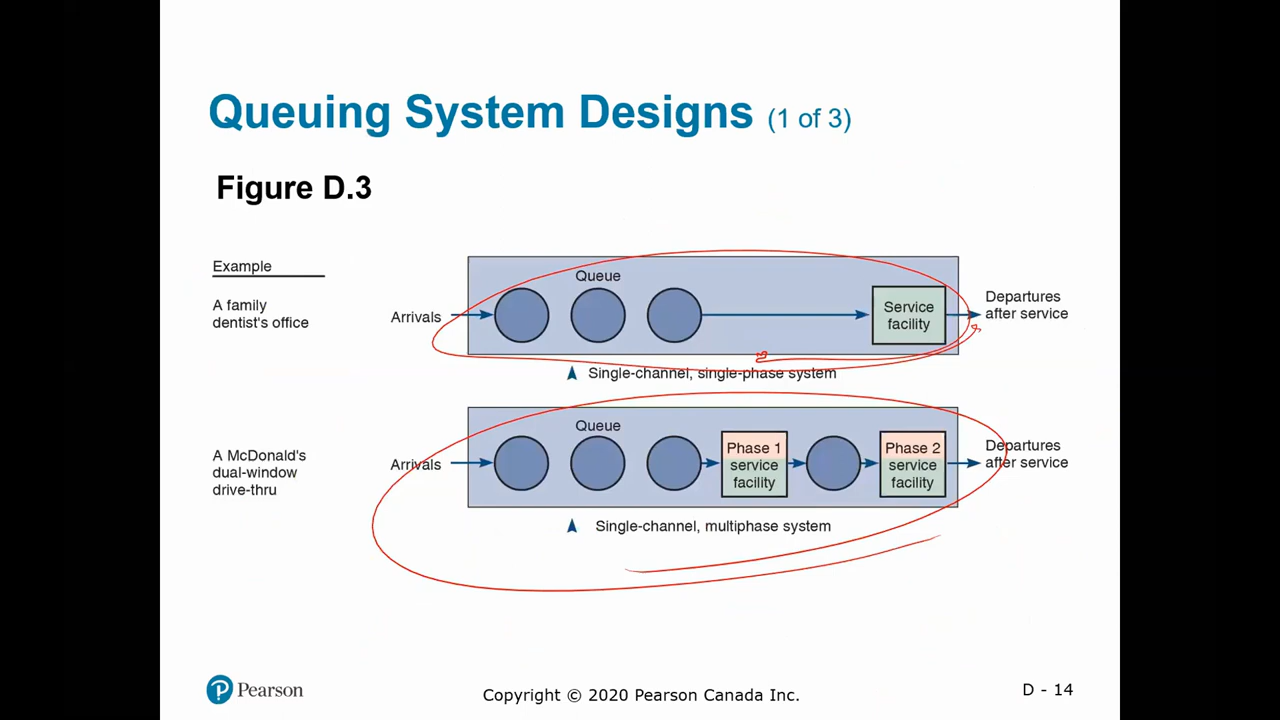 Queuing System Designs (1 of 3)
Figure D.3
Example
A family
dentist's office
Arrivals
Queue
Service
facility
Departures
after service
Single-channel, single-phase system
A McDonald's
dual-window
drive-thru
Arrivals
Queue
Phase 1
service
facility
Phase 2
service
facility
Departures
after service
Single-channel, multiphase system
Pearson
Copyright © 2020 Pearson Canada Inc.
D - 14